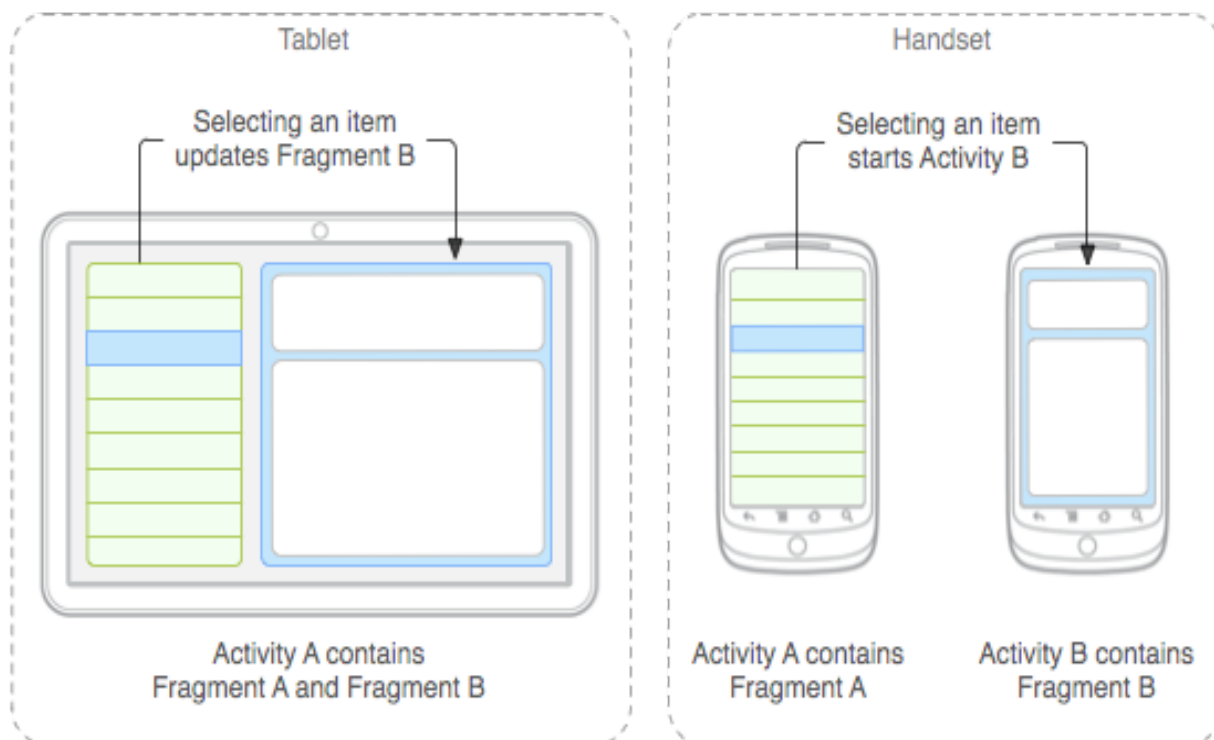 Tablet
Selecting an item
updates Fragment B
Activity A contains
Fragment A and Fragment B
Handset
Selecting an item
starts Activity B
Activity A contains
Fragment A
Activity B contains
Fragment B